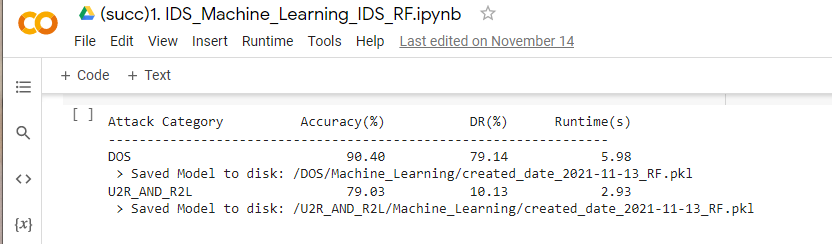 (succ)1. IDS_Machine_Learning_IDS_RF.ipynb
File Edit View Insert Runtime Tools Help Last edited on November 14
+ Code + Text
[ ]
Attack Category Accuracy(%) DR(%) Runtime(s)
-----------------------------------------------------------------
DOS 90.40 79.14 5.98
> Saved Model to disk: /DOS/Machine_Learning/created_date_2021-11-13_RF.pkl
U2R_AND_R2L 79.03 10.13 2.93
> Saved Model to disk: /U2R_AND_R2L/Machine_Learning/created_date_2021-11-13_RF.pkl
{x}